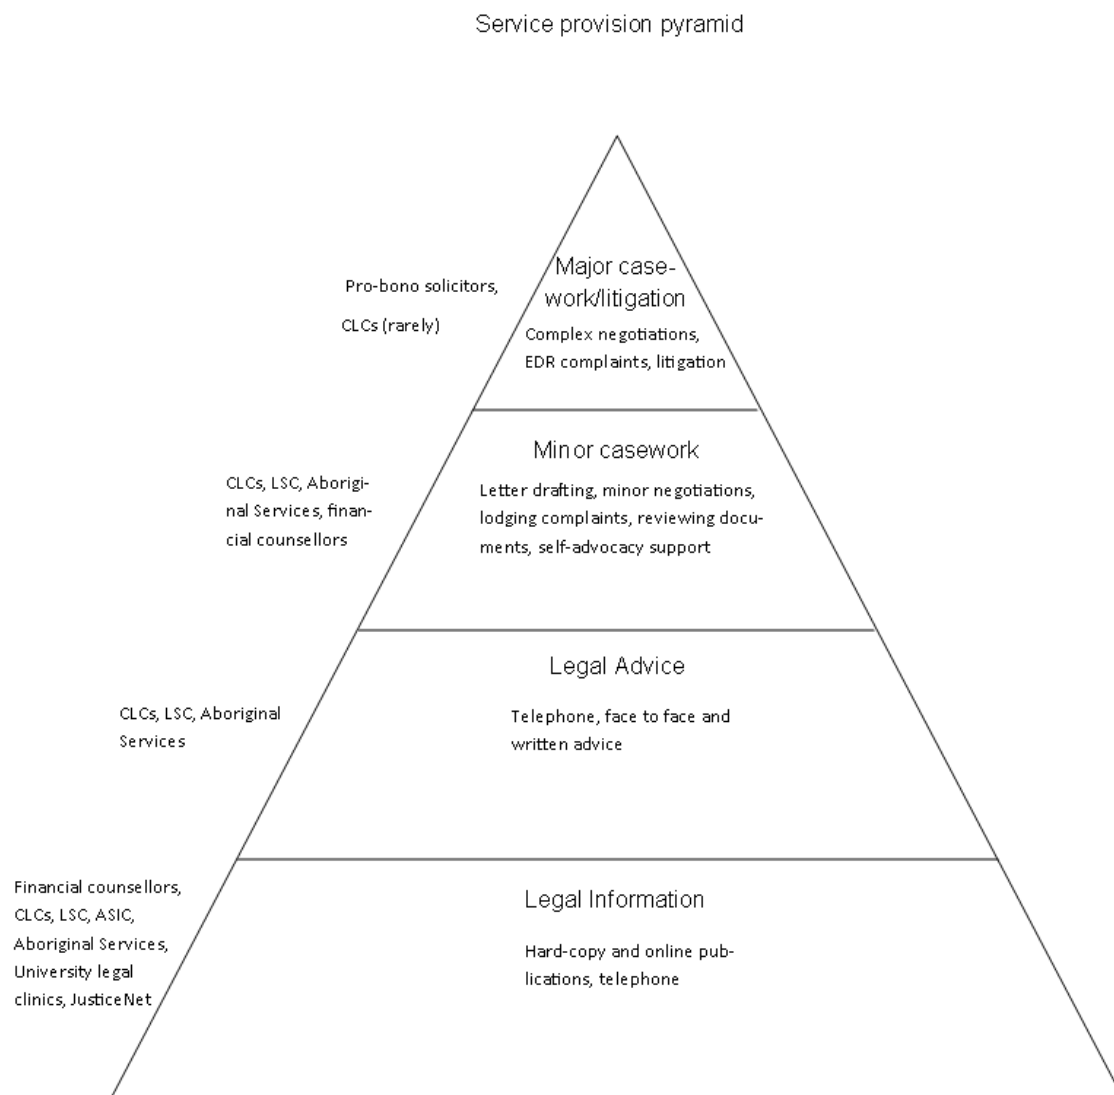 Service provision pyramid
Pro-bono solicitors,
CLCs (rarely)
Major case-
work/litigation
Complex negotiations,
EDR complaints, litigation
CLCs, LSC, Aborigi-
nal Services, finan-
cial counsellors
Minor casework
Letter drafting, minor negotiations,
lodging complaints, reviewing docu-
ments, self-advocacy support
CLCs, LSC, Aboriginal
Services
Legal Advice
Telephone, face to face and
written advice
Financial counsellors,
CLCs, LSC, ASIC,
Aboriginal Services,
University legal
clinics, JusticeNet
Legal Information
Hard-copy and online pub-
lications, telephone